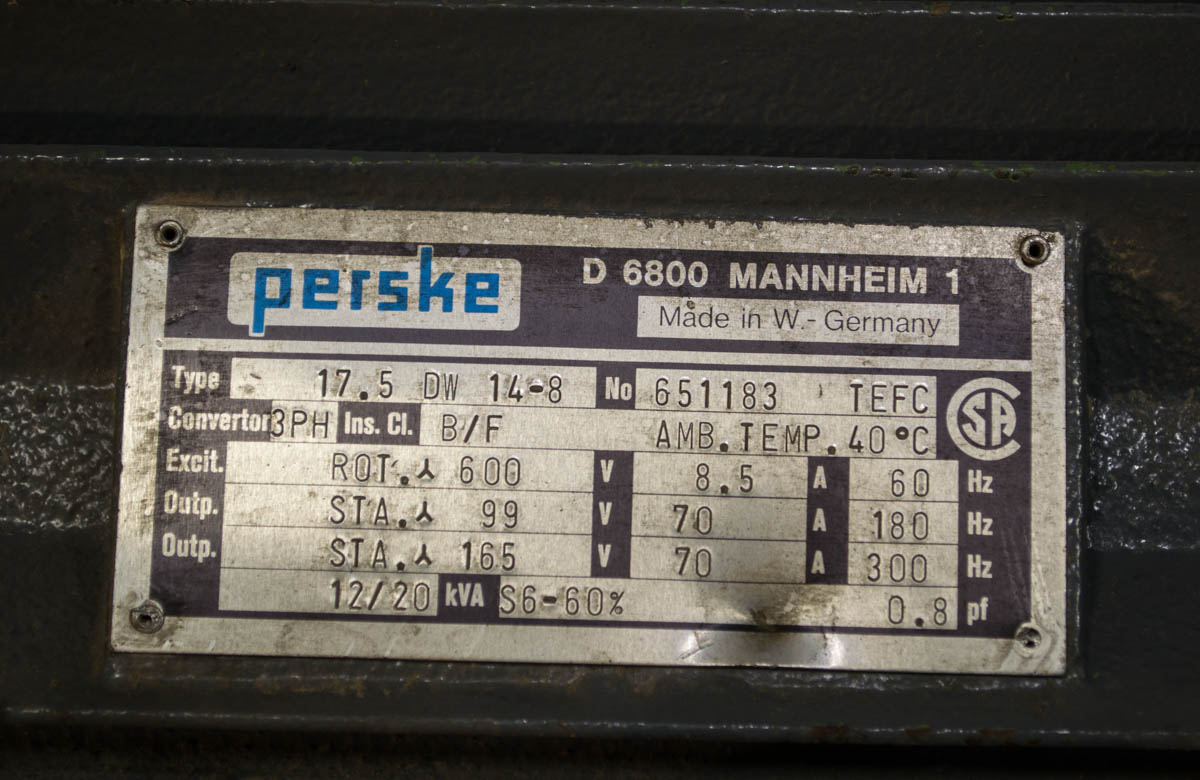 perske
D 6800 MANNHEIM 1
Made in W.- Germany
Type 17.5 DW 14-8 No 651183 TEFC
Convertor 3PH Ins. Cl. B/F AMB.TEMP.40°C
CSA
Excit. ROT. 600 V 8.5 A 60 Hz
Outp. STA. 99 V 70 A 180 Hz
Outp. STA. 165 V 70 A 300 Hz
12/20 kVA S6-60% 0.8 pf